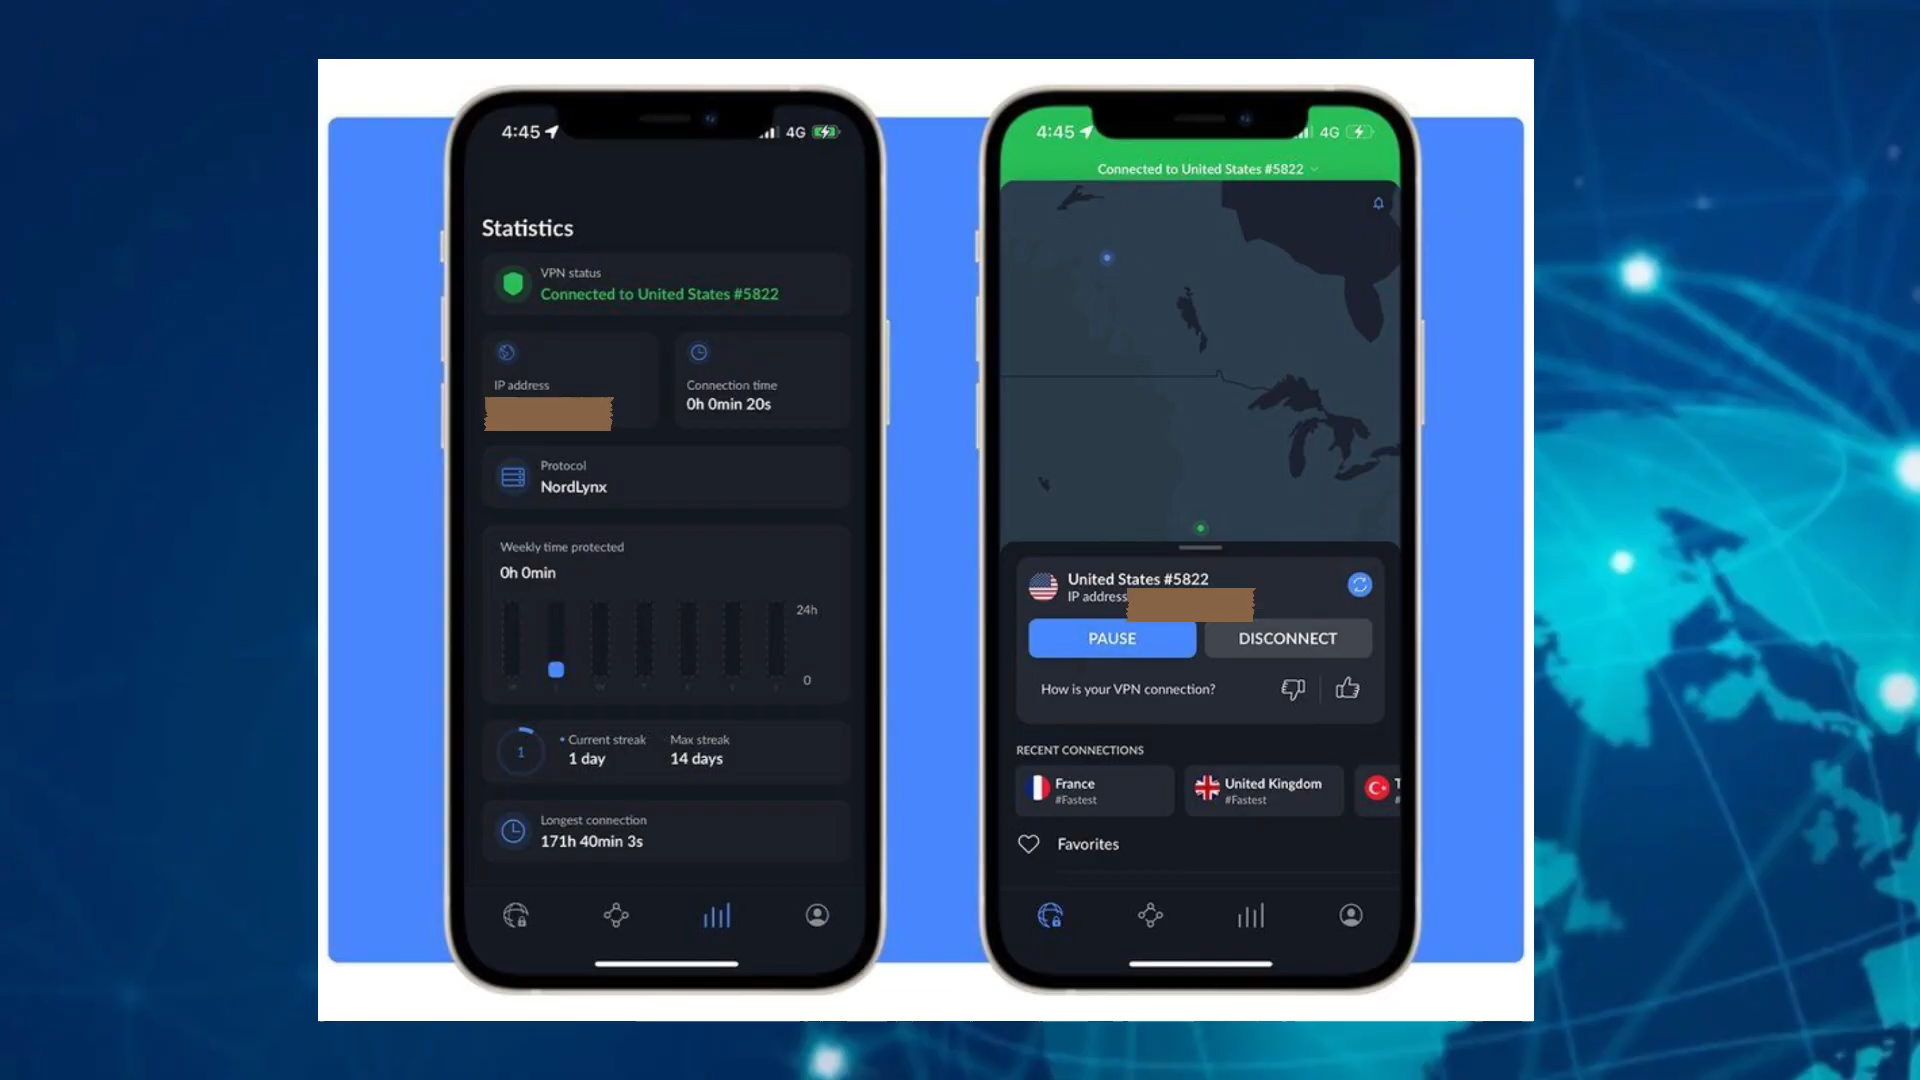 4:45
4G
Statistics
VPN status
Connected to United States #5822
IP address
Connection time
0h 0min 20s
Protocol
NordLynx
Weekly time protected
0h 0min
24h
0
1
Current streak
1 day
Max streak
14 days
Longest connection
171h 40min 3s
4:45
4G
Connected to United States #5822
United States #5822
IP address
PAUSE
DISCONNECT
How is your VPN connection?
RECENT CONNECTIONS
France
#Fastest
United Kingdom
#Fastest
T
#
Favorites